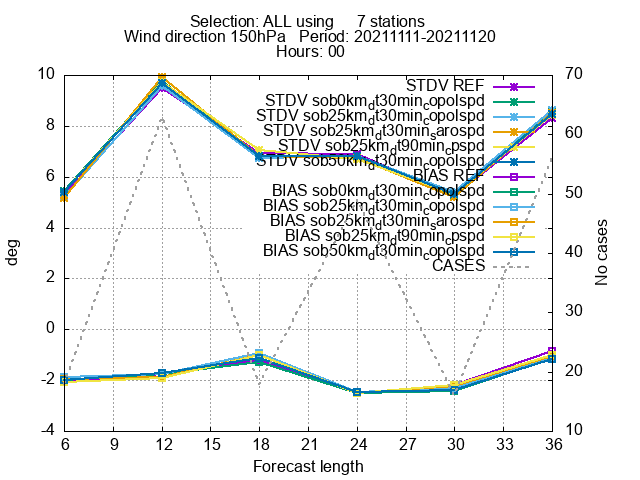 Selection: ALL using     7 stations
Wind direction 150hPa   Period: 20211111-20211120
Hours: 00
STDV REF
STDV sob0km_dt30min_copolspd
STDV sob25km_dt30min_copolspd
STDV sob25km_dt30min_sarospd
STDV sob25km_dt90min_cpspd
STDV sob50km_dt30min_copolspd
BIAS REF
BIAS sob0km_dt30min_copolspd
BIAS sob25km_dt30min_copolspd
BIAS sob25km_dt30min_sarospd
BIAS sob25km_dt90min_cpspd
BIAS sob50km_dt30min_copolspd
CASES
10
8
6
4
2
0
-2
-4
deg
70
60
50
40
30
20
10
No cases
6 9 12 15 18 21 24 27 30 33 36
Forecast length